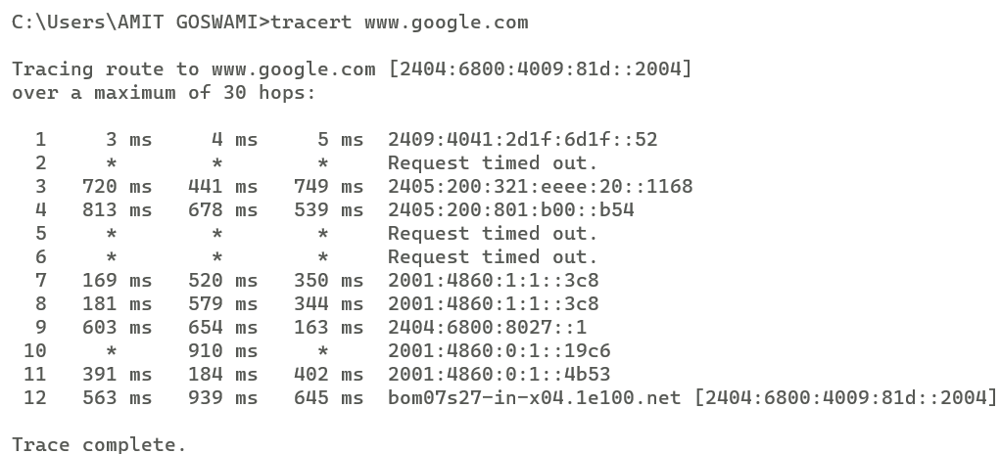 C:\Users\AMIT GOSWAMI>tracert www.google.com
Tracing route to www.google.com [2404:6800:4009:81d::2004]
over a maximum of 30 hops:
1 3 ms 4 ms 5 ms 2409:4041:2d1f:6d1f::52
2 * * * Request timed out.
3 720 ms 441 ms 749 ms 2405:200:321:eeee:20::1168
4 813 ms 678 ms 539 ms 2405:200:801:b00::b54
5 * * * Request timed out.
6 * * * Request timed out.
7 169 ms 520 ms 350 ms 2001:4860:1:1::3c8
8 181 ms 579 ms 344 ms 2001:4860:1:1::3c8
9 603 ms 654 ms 163 ms 2404:6800:8027::1
10 * 910 ms * 2001:4860:0:1::19c6
11 391 ms 184 ms 402 ms 2001:4860:0:1::4b53
12 563 ms 939 ms 645 ms bom07s27-in-x04.1e100.net [2404:6800:4009:81d::2004]
Trace complete.